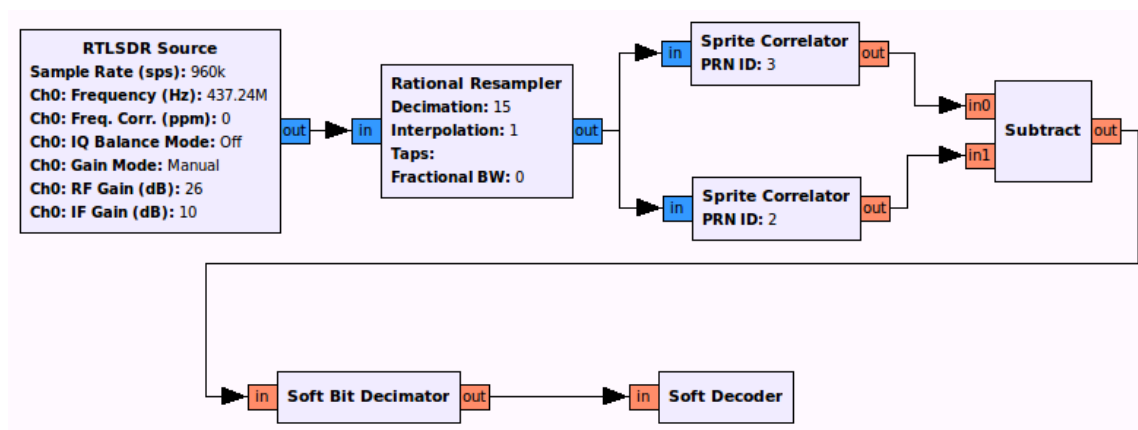 RTLSDR Source
Sample Rate (sps): 960k
Ch0: Frequency (Hz): 437.24M
Ch0: Freq. Corr. (ppm): 0
Ch0: IQ Balance Mode: Off
Ch0: Gain Mode: Manual
Ch0: RF Gain (dB): 26
Ch0: IF Gain (dB): 10
out
in
Rational Resampler
Decimation: 15
Interpolation: 1
Taps:
Fractional BW: 0
out
in
Sprite Correlator
PRN ID: 3
out
in
Sprite Correlator
PRN ID: 2
out
in0
in1
Subtract
out
in
Soft Bit Decimator
out
in
Soft Decoder